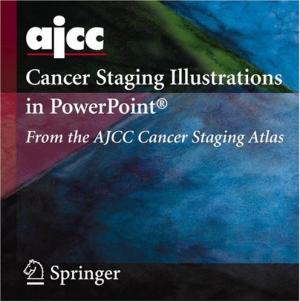 ajcc
Cancer Staging Illustrations
in PowerPoint®
From the AJCC Cancer Staging Atlas
Springer